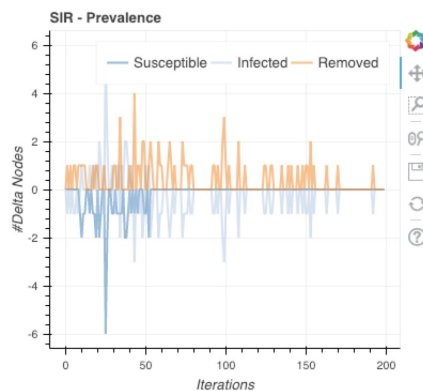 SIR - Prevalence
Susceptible Infected Removed
6
4
2
0
-2
-4
-6
#Delta Nodes
0 50 100 150 200
Iterations